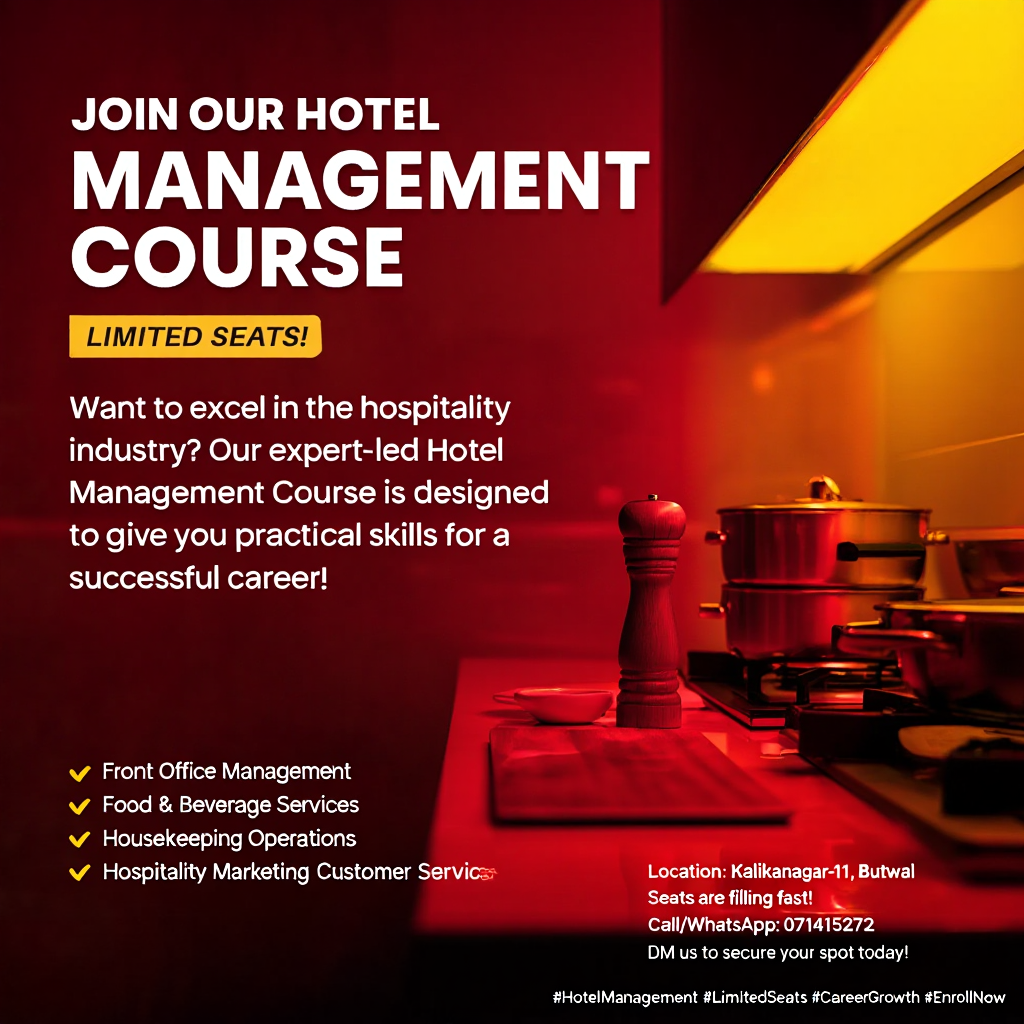 JOIN OUR HOTEL
MANAGEMENT
COURSE
LIMITED SEATS!
Want to excel in the hospitality
industry? Our expert-led Hotel
Management Course is designed
to give you practical skills for a
successful career!
Front Office Management
Food & Beverage Services
Housekeeping Operations
Hospitality Marketing Customer
Location: Kalikanagar-11, Butwal
Seats are filling fast!
Call/WhatsApp: 071415272
DM us to secure your spot today!
#HotelManagement #LimitedSeats #CareerGrowth #EnrollNow